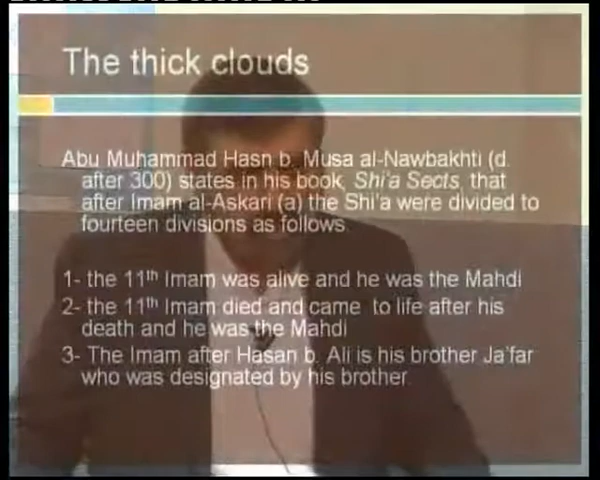 The thick clouds
Abu Muhammad Hasn b. Musa al-Nawbakhti (d.
after 300) states in his book, Shi'a Sects, that
after Imam al-Askari (a) the Shi'a were divided to
fourteen divisions as follows.
1- the 11th Imam was alive and he was the Mahdi
2- the 11th Imam died and came to life after his
death and he was the Mahdi
3- The Imam after Hasan b. Ali is his brother Ja'far
who was designated by his brother.